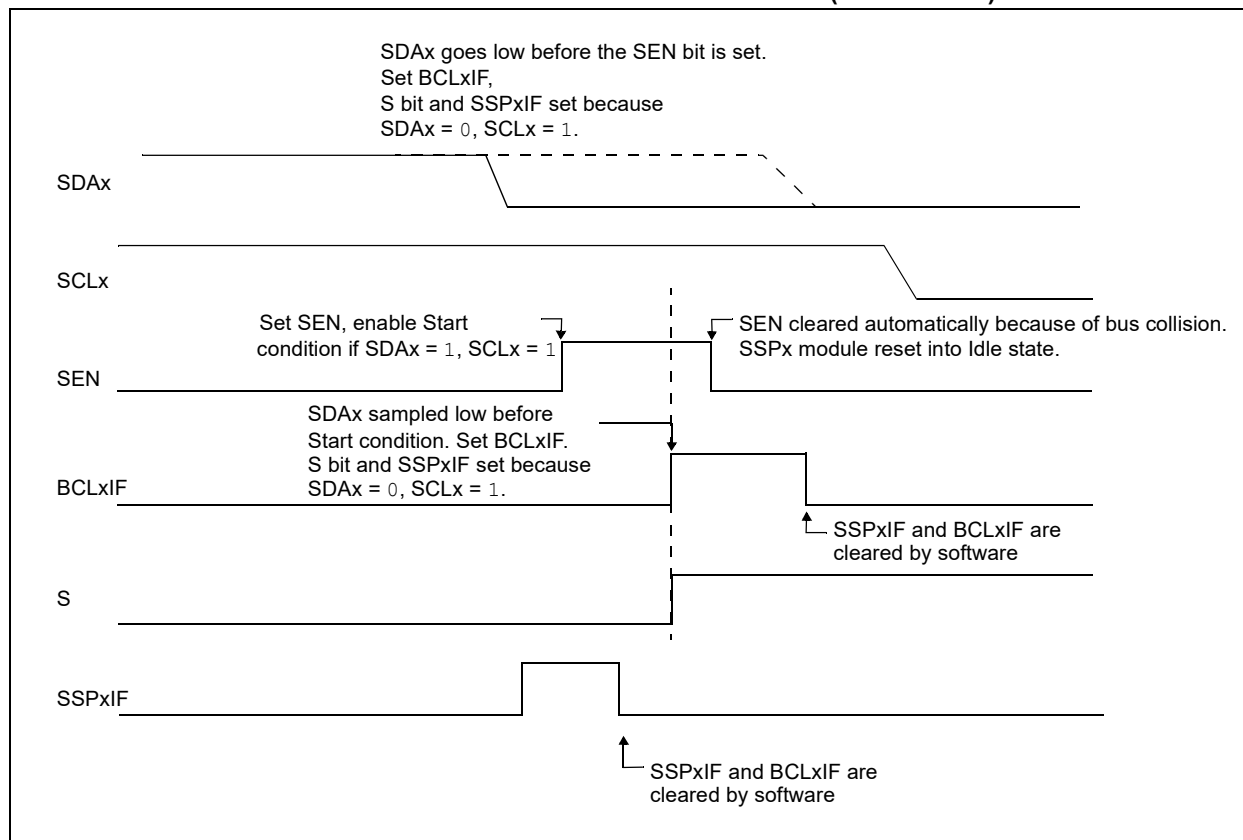 SDAx goes low before the SEN bit is set.
Set BCLxIF,
S bit and SSPxIF set because
SDAx = 0, SCLx = 1.
SDAx
SCLx
Set SEN, enable Start
condition if SDAx = 1, SCLx = 1
SEN cleared automatically because of bus collision.
SSPx module reset into Idle state.
SEN
SDAx sampled low before
Start condition. Set BCLxIF.
S bit and SSPxIF set because
SDAx = 0, SCLx = 1.
BCLxIF
SSPxIF and BCLxIF are
cleared by software
S
SSPxIF
SSPxIF and BCLxIF are
cleared by software